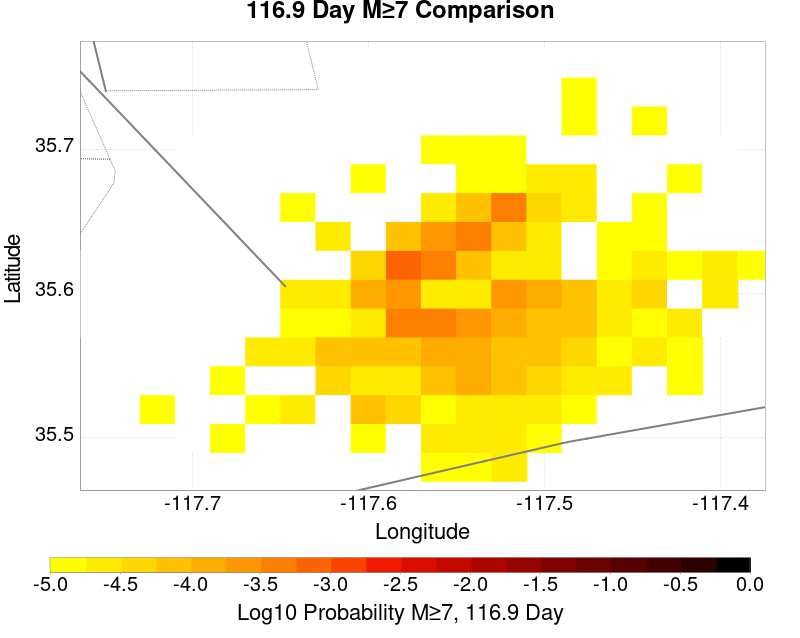 116.9 Day M≥7 Comparison
35.7
35.6
35.5
Latitude
-117.7 -117.6 -117.5 -117.4
Longitude
-5.0 -4.5 -4.0 -3.5 -3.0 -2.5 -2.0 -1.5 -1.0 -0.5 0.0
Log10 Probability M≥7, 116.9 Day